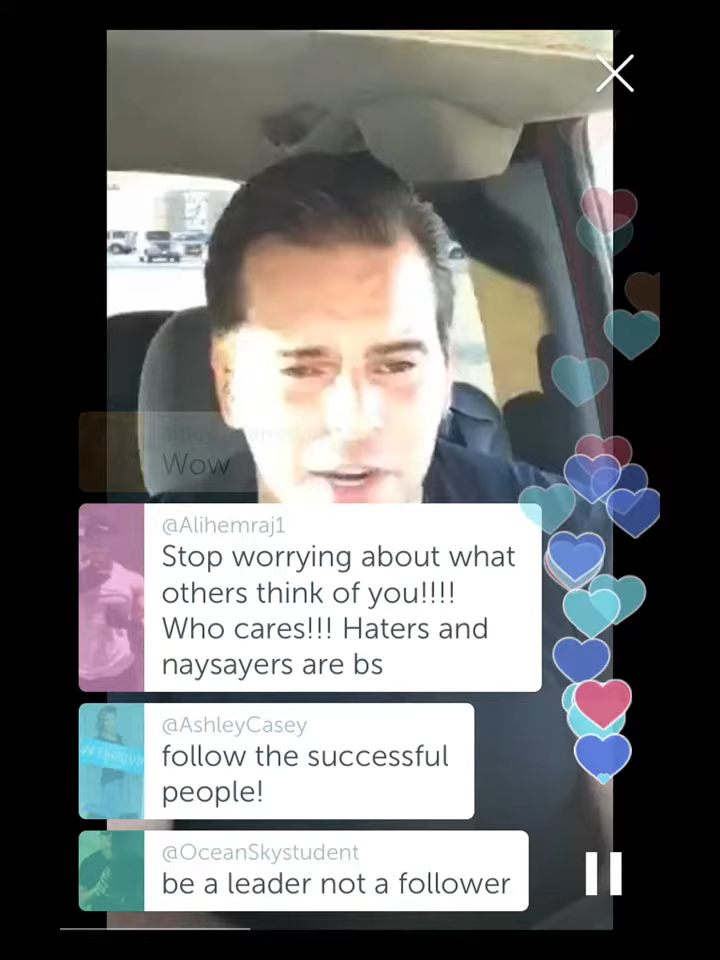 Wow
@Alihemraj1
Stop worrying about what
others think of you!!!!
Who cares!!! Haters and
naysayers are bs
@AshleyCasey
follow the successful
people!
@OceanSkystudent
be a leader not a follower